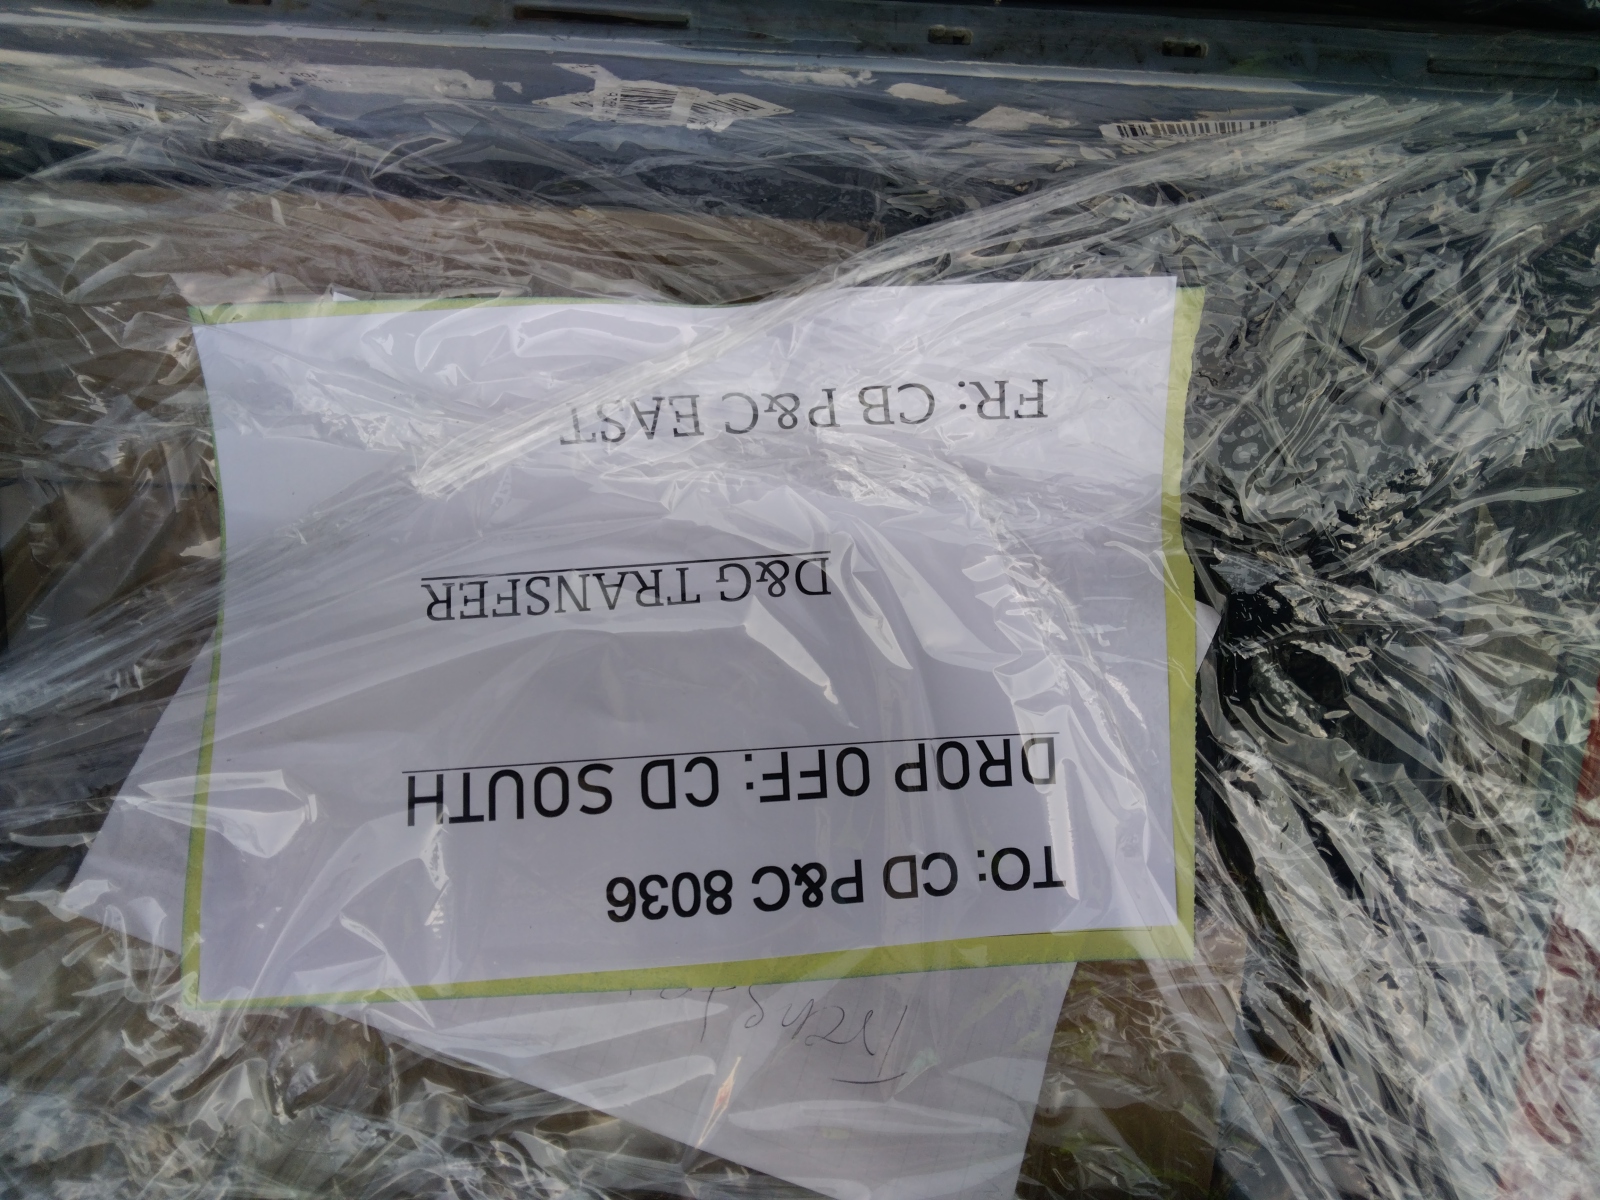 TO: CD P&C 8036
DROP OFF: CD SOUTH
D&G TRANSFER
FR: CB P&C EAST